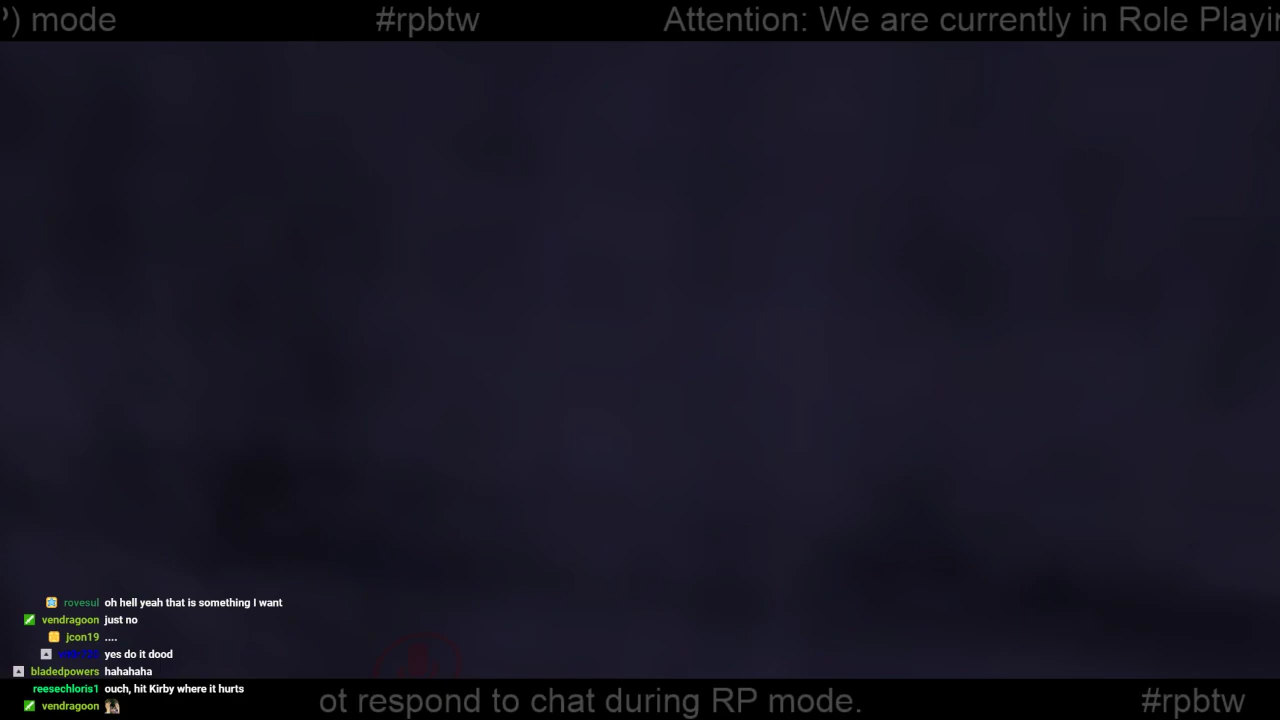 P) mode #rpbtw Attention: We are currently in Role Playi
rovesul oh hell yeah that is something I want
vendragoon just no
jcon19 ....
yes do it dood
bladedpowers hahahaha
reesechloris1 ouch, hit Kirby where it hurts
vendragoon
ot respond to chat during RP mode. #rpbtw